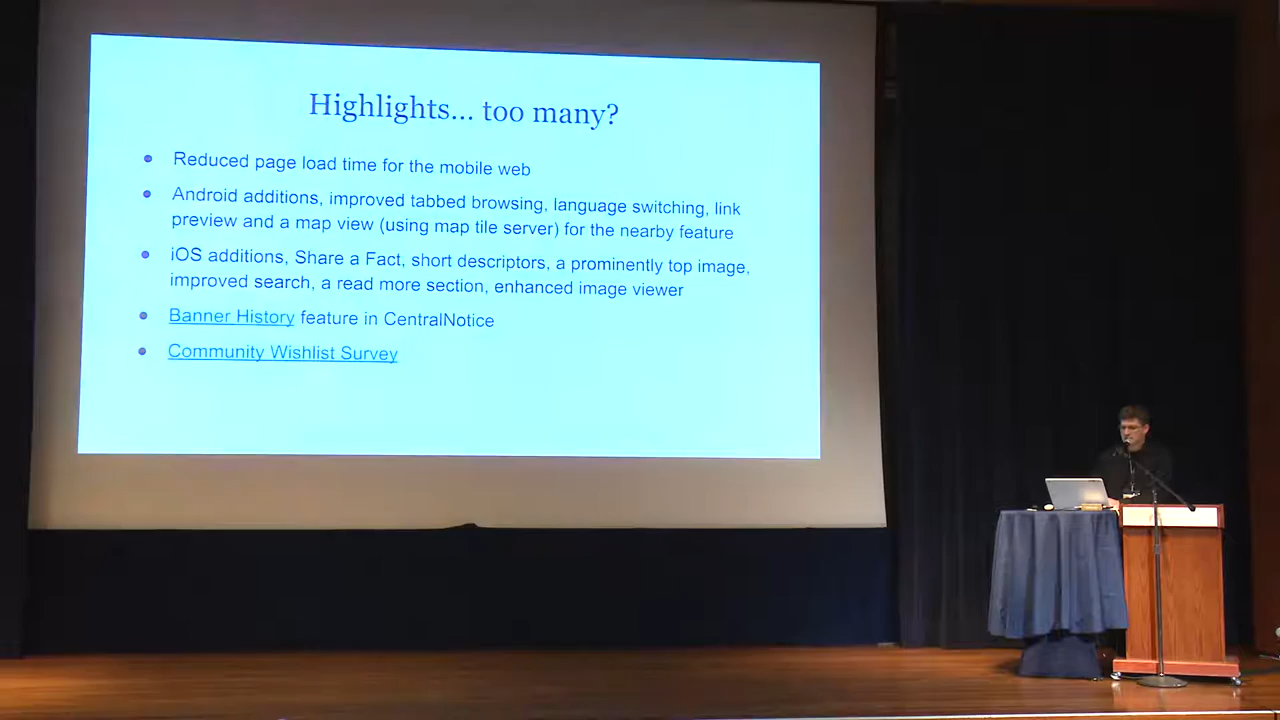 Highlights... too many?
Reduced page load time for the mobile web
Android additions, improved tabbed browsing, language switching, link
preview and a map view (using map tile server) for the nearby feature
iOS additions, Share a Fact, short descriptors, a prominently top image,
improved search, a read more section, enhanced image viewer
Banner History feature in CentralNotice
Community Wishlist Survey